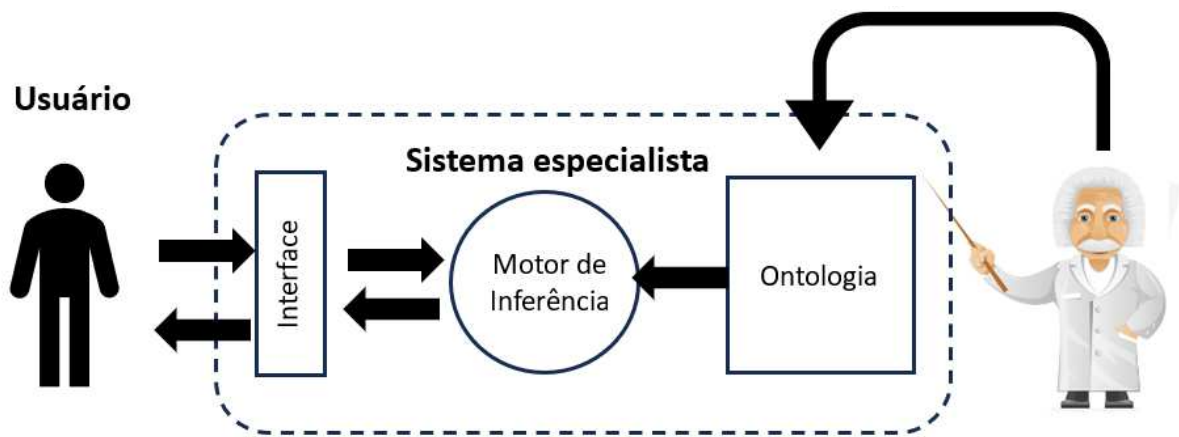 Usuário
Sistema especialista
Interface
Motor de
Inferência
Ontologia